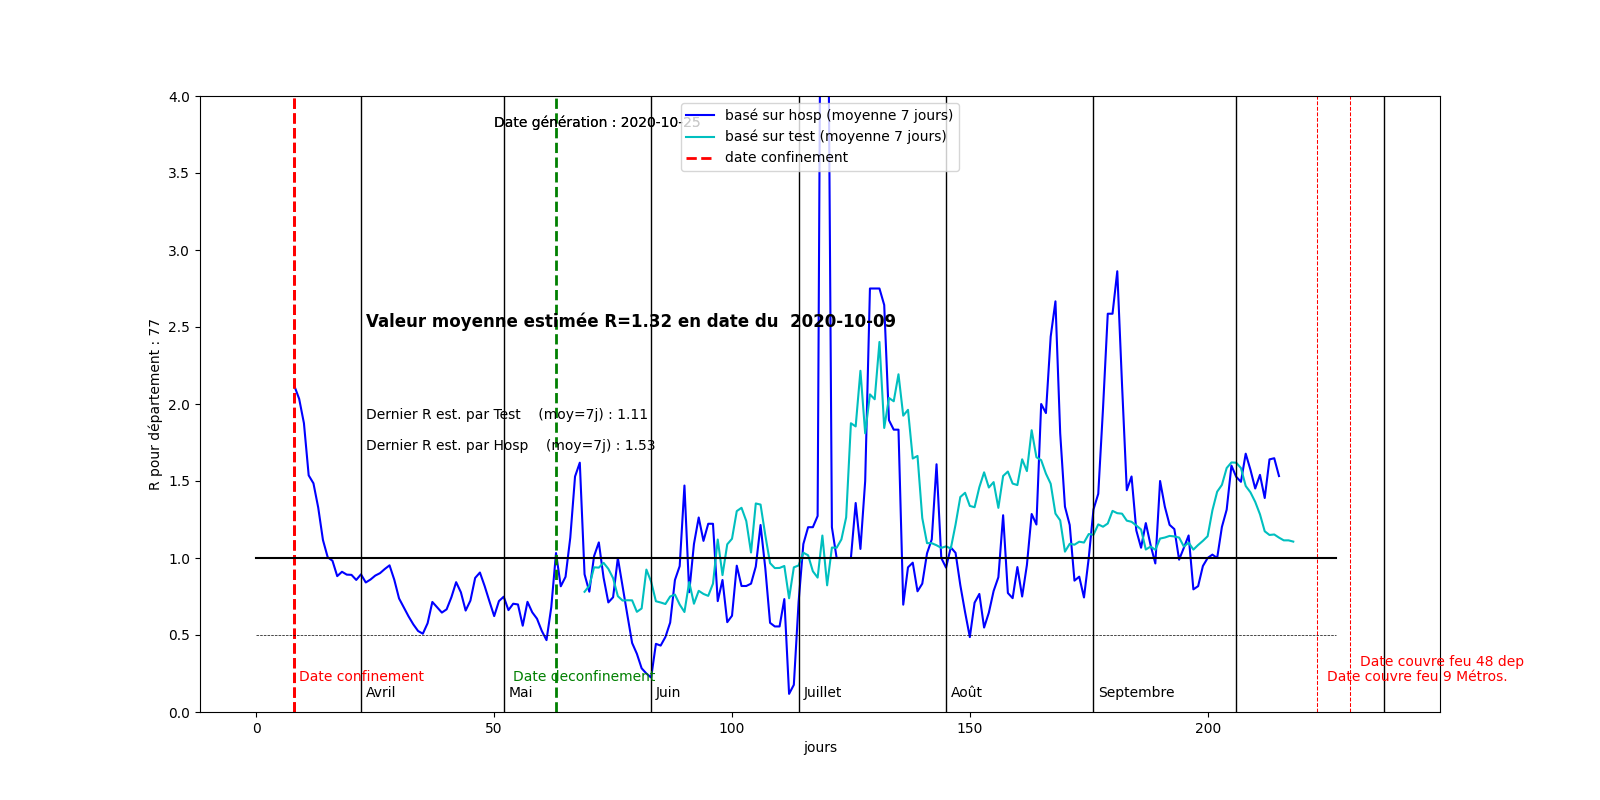 4.0
3.5
3.0
2.5
2.0
1.5
1.0
0.5
0.0
R pour département : 77
Date génération : 2020-10-25
basé sur hosp (moyenne 7 jours)
basé sur test (moyenne 7 jours)
date confinement
Valeur moyenne estimée R=1.32 en date du  2020-10-09
Dernier R est. par Test    (moy=7j) : 1.11
Dernier R est. par Hosp    (moy=7j) : 1.53
Date couvre feu 48 dep
Date confinement
Date deconfinement
Date couvre feu 9 Métros.
Avril
Mai
Juin
Juillet
Août
Septembre
0
50
100
150
200
jours